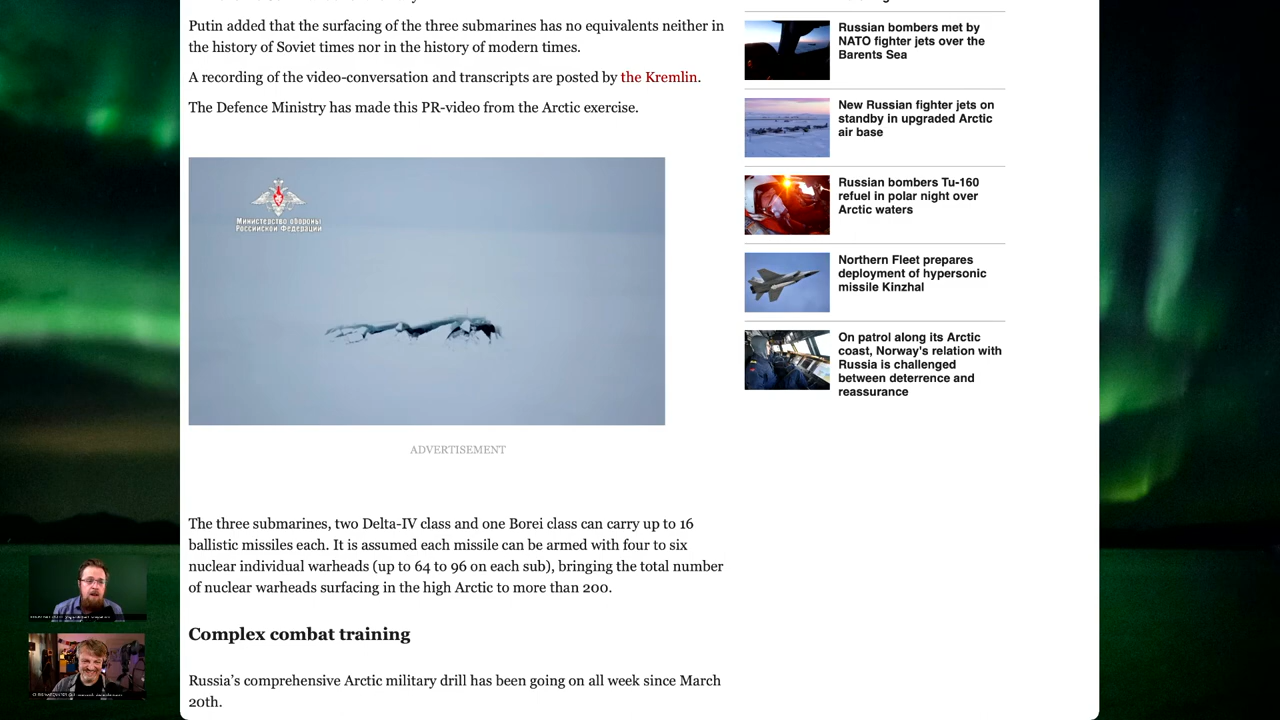 Putin added that the surfacing of the three submarines has no equivalents neither in
the history of Soviet times nor in the history of modern times.
A recording of the video-conversation and transcripts are posted by the Kremlin.
The Defence Ministry has made this PR-video from the Arctic exercise.
Министерство обороны
Российской Федерации
ADVERTISEMENT
The three submarines, two Delta-IV class and one Borei class can carry up to 16
ballistic missiles each. It is assumed each missile can be armed with four to six
nuclear individual warheads (up to 64 to 96 on each sub), bringing the total number
of nuclear warheads surfacing in the high Arctic to more than 200.
Complex combat training
Russia’s comprehensive Arctic military drill has been going on all week since March
20th.
Russian bombers met by
NATO fighter jets over the
Barents Sea
New Russian fighter jets on
standby in upgraded Arctic
air base
Russian bombers Tu-160
refuel in polar night over
Arctic waters
Northern Fleet prepares
deployment of hypersonic
missile Kinzhal
On patrol along its Arctic
coast, Norway's relation with
Russia is challenged
between deterrence and
reassurance